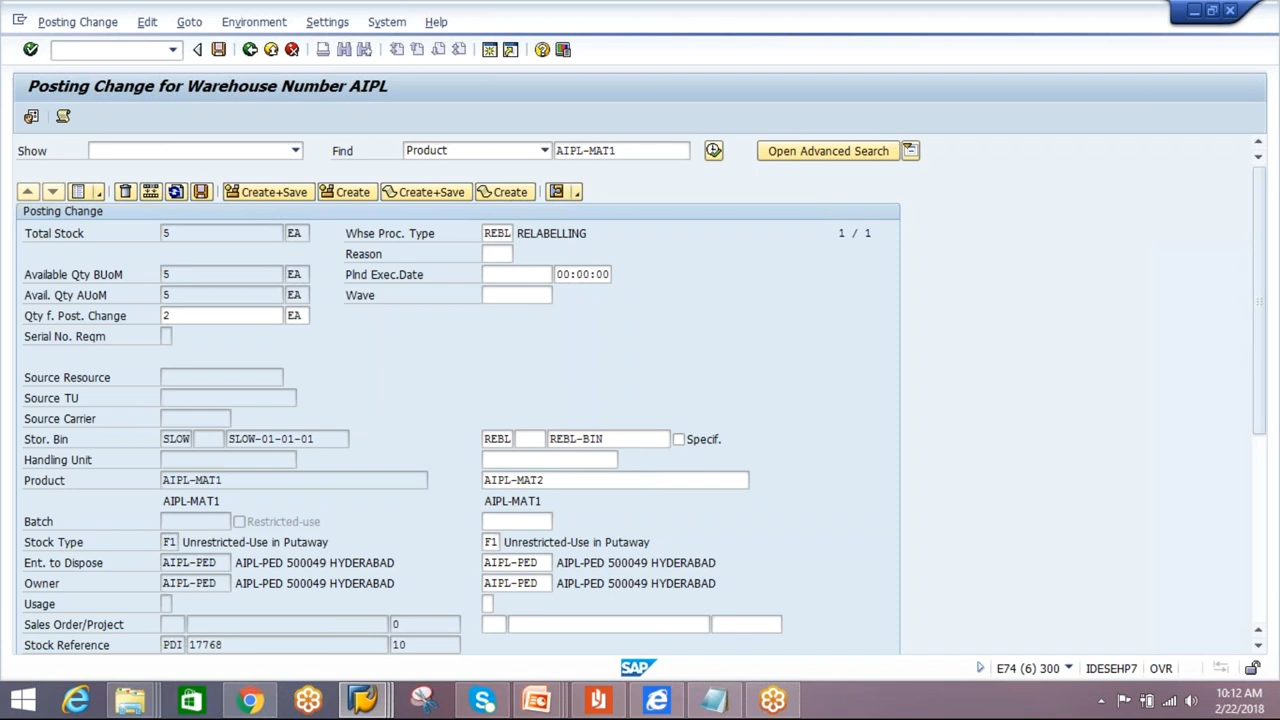 Posting Change Edit Goto Environment Settings System Help
Posting Change for Warehouse Number AIPL
Show Find Product AIPL-MAT1 Open Advanced Search
Create+Save Create Create+Save Create
Posting Change
Total Stock 5 EA Whse Proc. Type REBL RELABELLING 1 / 1
Reason
Available Qty BUoM 5 EA Plnd Exec.Date 00:00:00
Avail. Qty AUoM 5 EA Wave
Qty f. Post. Change 2 EA
Serial No. Reqm
Source Resource
Source TU
Source Carrier
Stor. Bin SLOW SLOW-01-01-01 REBL REBL-BIN Specif.
Handling Unit
Product AIPL-MAT1 AIPL-MAT2
AIPL-MAT1 AIPL-MAT1
Batch Restricted-use
Stock Type F1 Unrestricted-Use in Putaway F1 Unrestricted-Use in Putaway
Ent. to Dispose AIPL-PED AIPL-PED 500049 HYDERABAD AIPL-PED AIPL-PED 500049 HYDERABAD
Owner AIPL-PED AIPL-PED 500049 HYDERABAD AIPL-PED AIPL-PED 500049 HYDERABAD
Usage
Sales Order/Project 0
Stock Reference PDI 17768 10
SAP E74 (6) 300 IDESEHP7 OVR
10:12 AM
2/22/2018